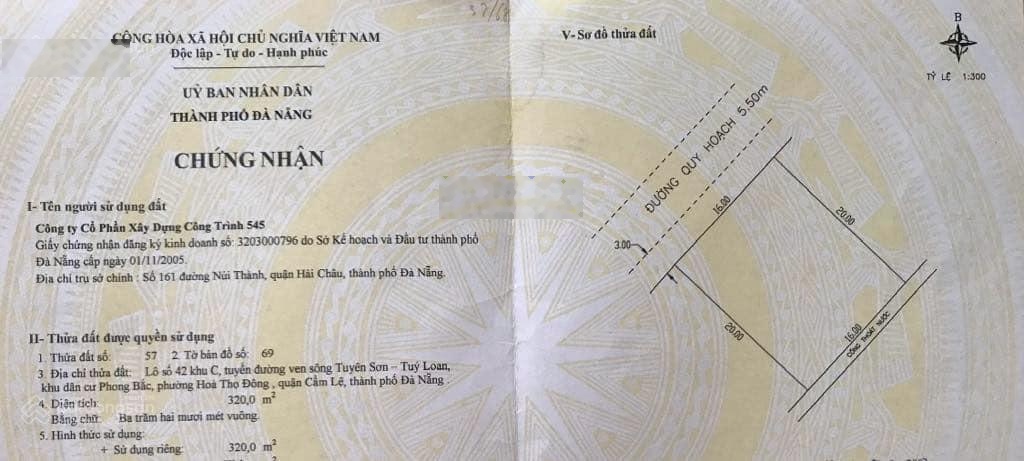 CỘNG HÒA XÃ HỘI CHỦ NGHĨA VIỆT NAM
Độc lập - Tự do - Hạnh phúc
UỶ BAN NHÂN DÂN
THÀNH PHỐ ĐÀ NẴNG
CHỨNG NHẬN
I- Tên người sử dụng đất
Công ty Cổ Phần Xây Dựng Công Trình 545
Giấy chứng nhận đăng ký kinh doanh số: 3203000796 do Sở Kế hoạch và Đầu tư thành phố
Đà Nẵng cấp ngày 01/11/2005.
Địa chỉ trụ sở chính : Số 161 đường Núi Thành, quận Hải Châu, thành phố Đà Nẵng.
II- Thửa đất được quyền sử dụng
1. Thửa đất số: 57 2. Tờ bản đồ số: 69
3. Địa chỉ thửa đất: Lô số 42 khu C, tuyến đường ven sông Tuyên Sơn – Tuý Loan,
khu dân cư Phong Bắc, phường Hoà Thọ Đông , quận Cẩm Lệ, thành phố Đà Nẵng .
4. Diện tích: 320,0 m²
Bằng chữ: Ba trăm hai mươi mét vuông.
5. Hình thức sử dụng:
+ Sử dụng riêng: 320,0 m²
V- Sơ đồ thửa đất
B
TỶ LỆ 1:300
ĐƯỜNG QUY HOẠCH 5.50m
3.00
16.00
20.00
20.00
16.00
CỐNG THOÁT NƯỚC